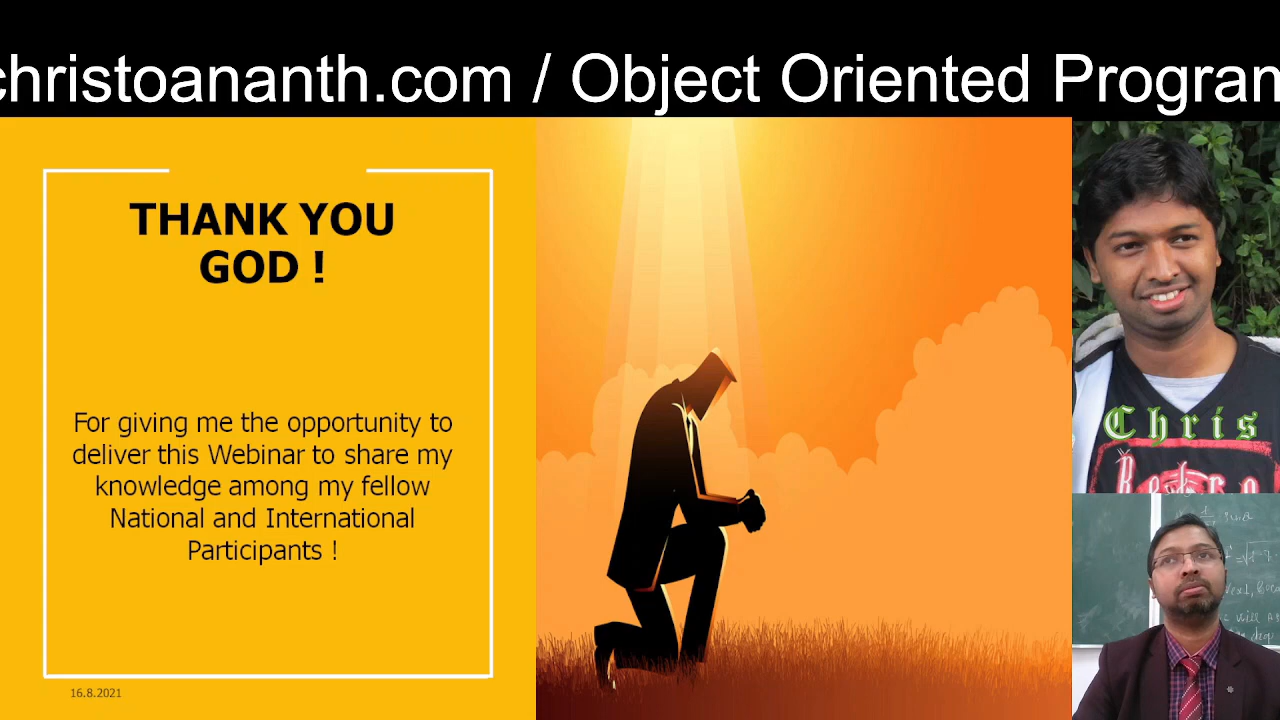 christoananth.com / Object Oriented Program
THANK YOU
GOD !
For giving me the opportunity to
deliver this Webinar to share my
knowledge among my fellow
National and International
Participants !
16.8.2021
Chris